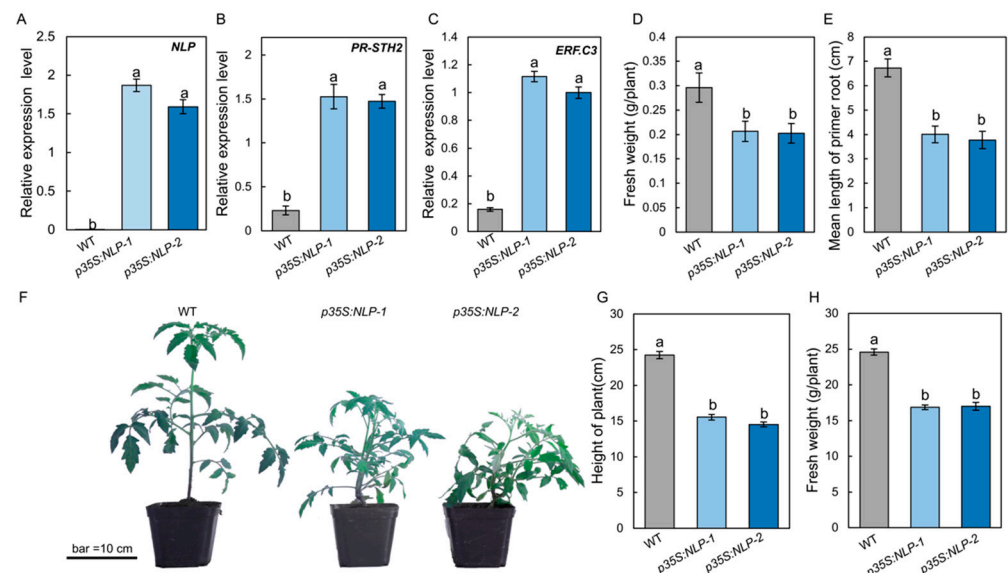 A
Relative expression level
2.5
2
1.5
1
0.5
0
NLP
b
a
a
WT
p35S:NLP-1
p35S:NLP-2
B
Relative expression level
2
1.5
1
0.5
0
PR-STH2
b
a
a
WT
p35S:NLP-1
p35S:NLP-2
C
Relative expression level
1.4
1.2
1
0.8
0.6
0.4
0.2
0
ERF.C3
b
a
a
WT
p35S:NLP-1
p35S:NLP-2
D
Fresh weight (g/plant)
0.4
0.35
0.3
0.25
0.2
0.15
0.1
0.05
0
a
b
b
WT
p35S:NLP-1
p35S:NLP-2
E
Mean length of primer root (cm)
8
7
6
5
4
3
2
1
0
a
b
b
WT
p35S:NLP-1
p35S:NLP-2
F
WT
p35S:NLP-1
p35S:NLP-2
bar =10 cm
G
Height of plant(cm)
30
25
20
15
10
5
0
a
b
b
WT
p35S:NLP-1
p35S:NLP-2
H
Fresh weight (g/plant)
30
25
20
15
10
5
0
a
b
b
WT
p35S:NLP-1
p35S:NLP-2